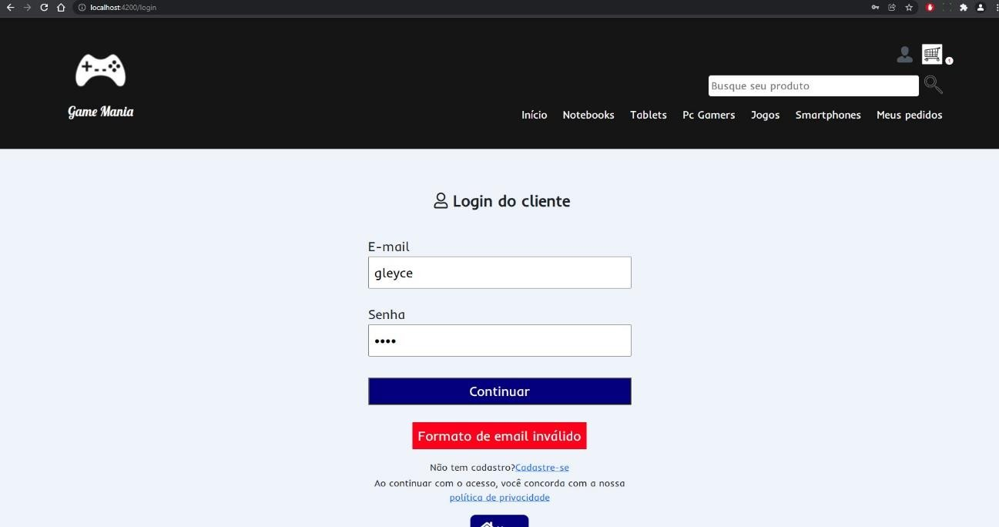 localhost:4200/login
Game Mania
1
Busque seu produto
Início Notebooks Tablets Pc Gamers Jogos Smartphones Meus pedidos
Login do cliente
E-mail
gleyce
Senha
••••
Continuar
Formato de email inválido
Não tem cadastro?Cadastre-se
Ao continuar com o acesso, você concorda com a nossa
política de privacidade